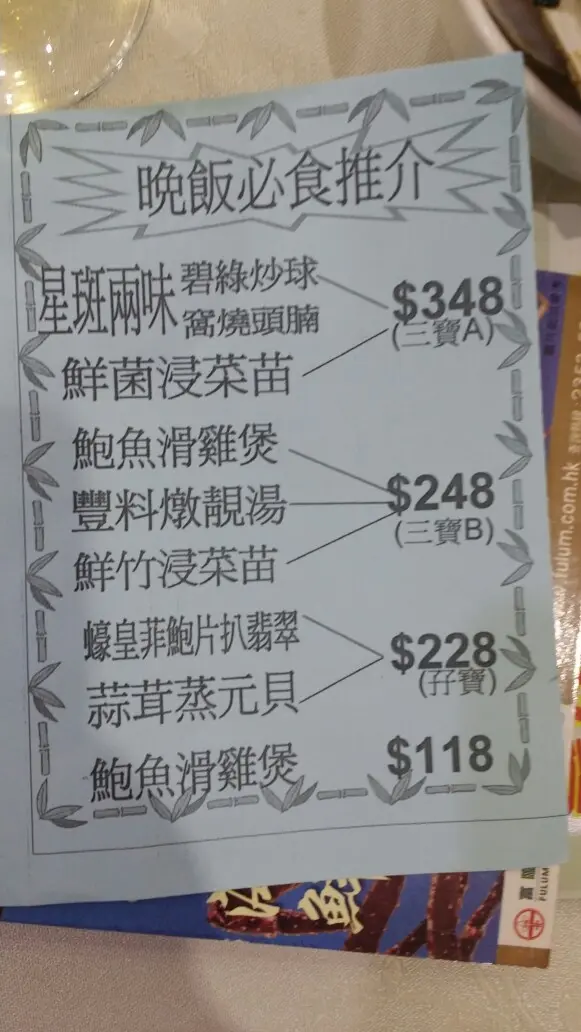 晚飯必食推介
星斑兩味 碧綠炒球
窩燒頭腩
$348
(三寶A)
鮮菌浸菜苗
鮑魚滑雞煲
豐料燉靚湯
$248
(三寶B)
鮮竹浸菜苗
蠔皇菲鮑片扒翡翠
$228
(孖寶)
蒜茸蒸元貝
鮑魚滑雞煲
$118
fulum.com.hk
FULUM